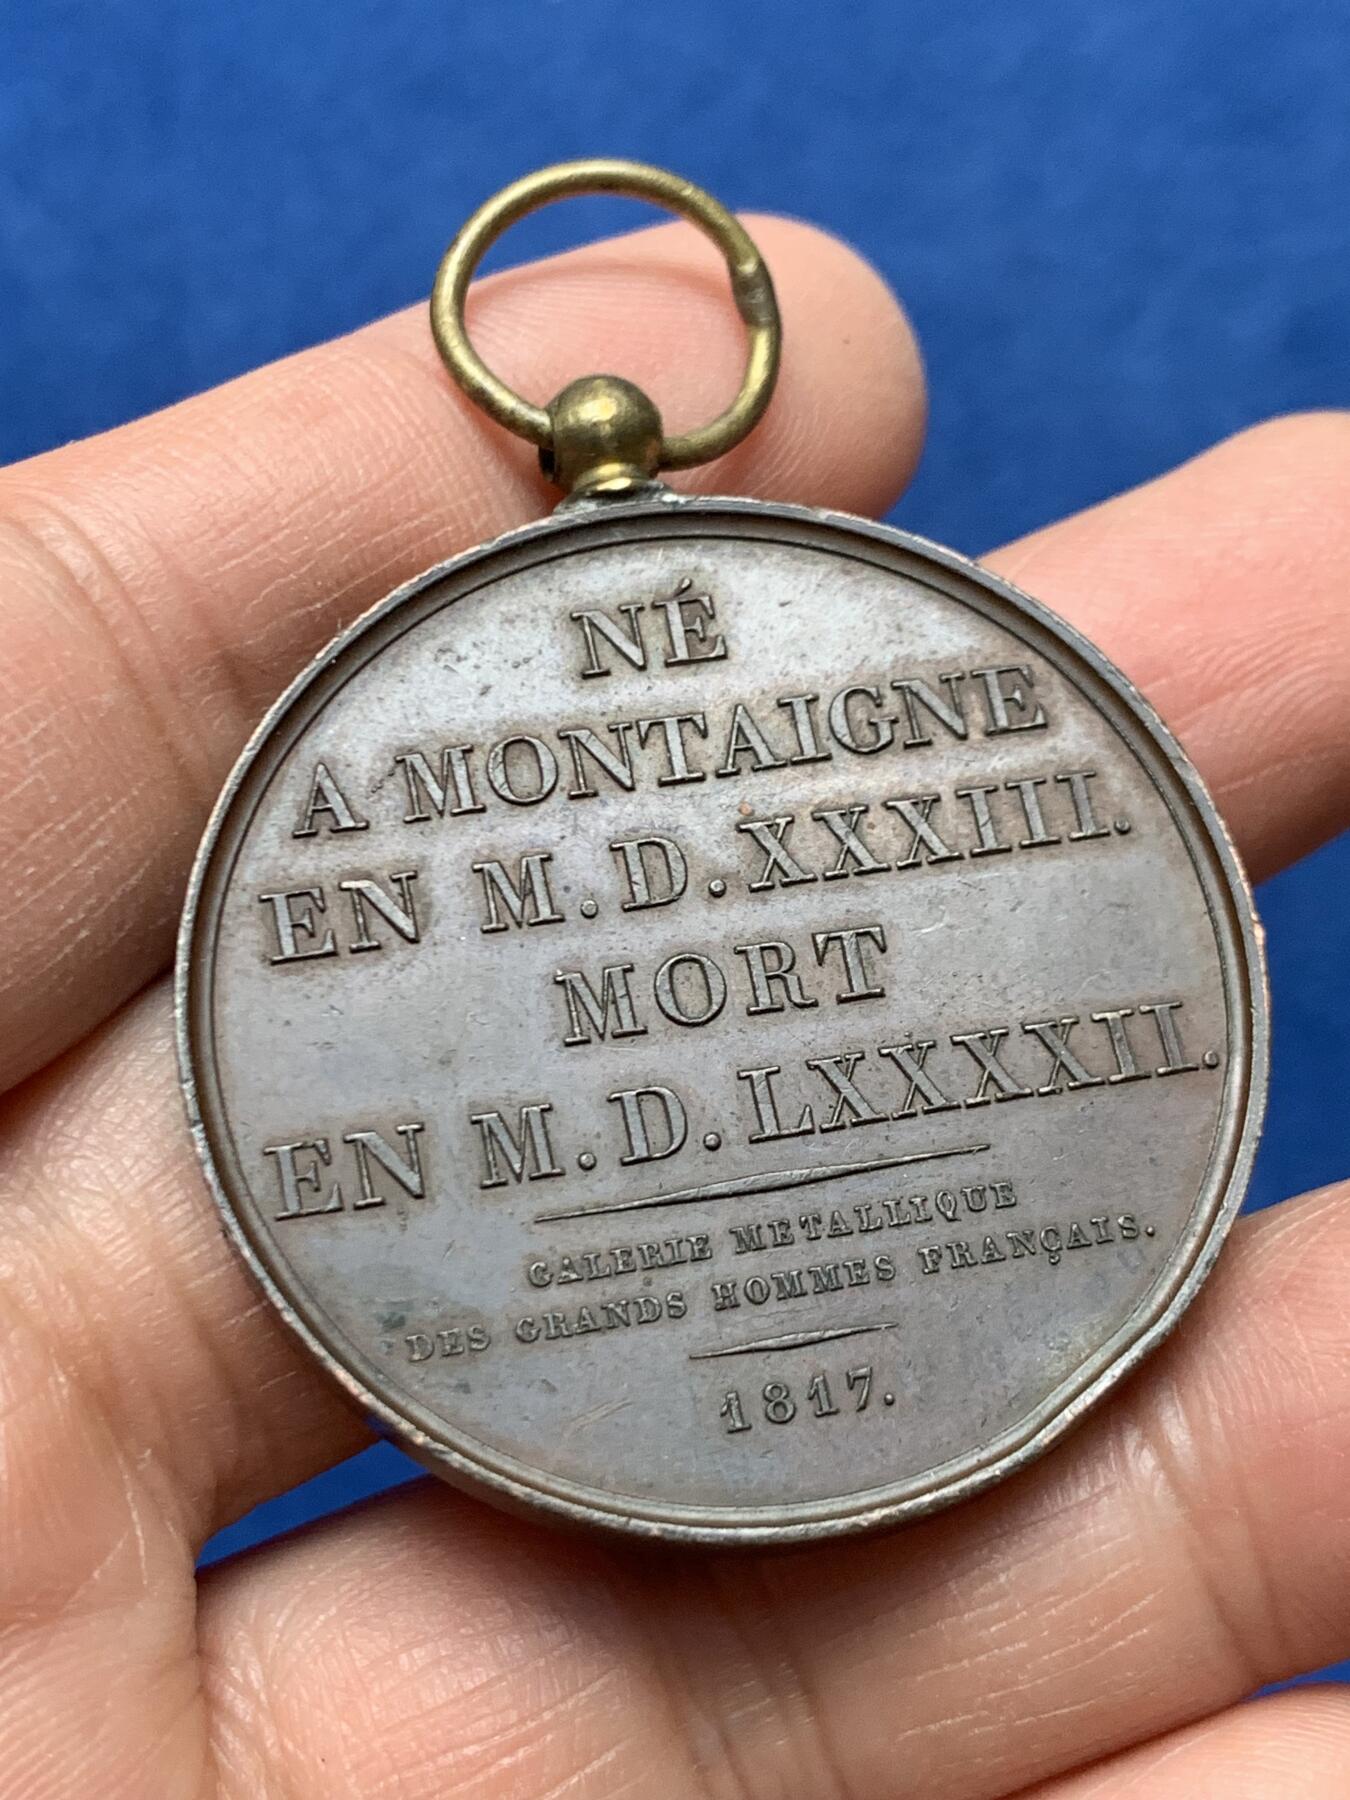 NÉ
A MONTAIGNE
EN M.D.XXXIII.
MORT
EN M.D.LXXXXII.
GALERIE METALLIQUE
DES GRANDS HOMMES FRANÇAIS.
1817.